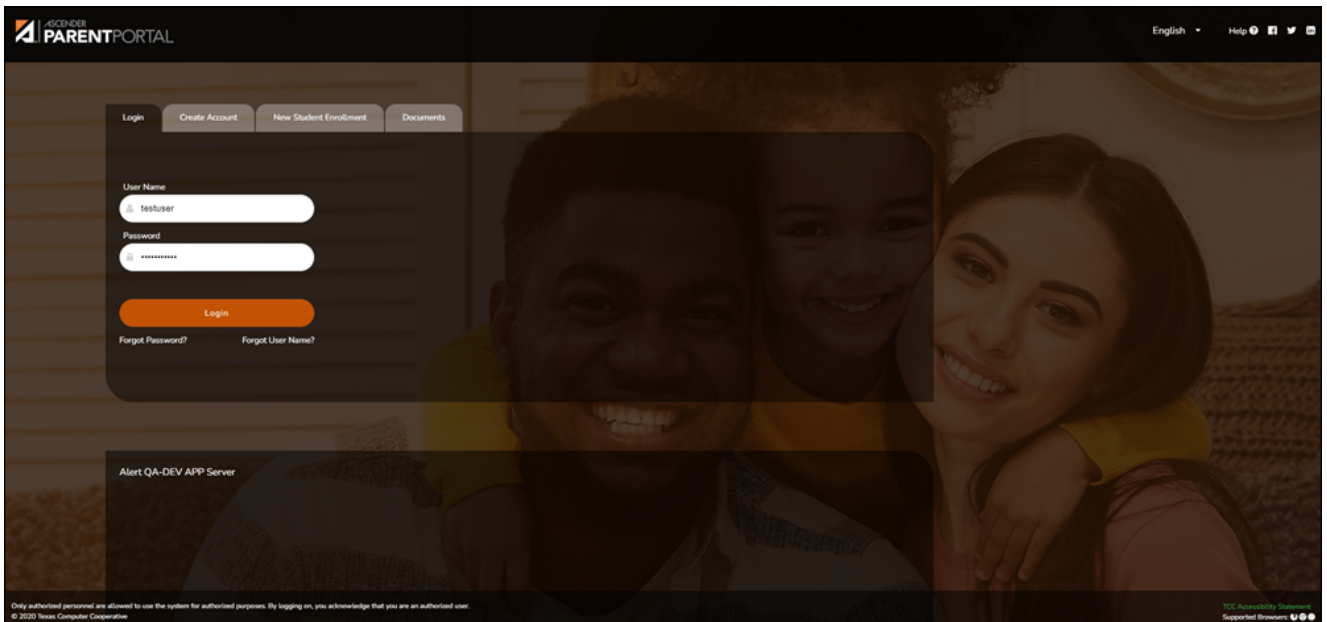 ASCENDER
PARENTPORTAL
English
Help
Login
Create Account
New Student Enrollment
Documents
User Name
testuser
Password
•••••••••••
Login
Forgot Password?
Forgot User Name?
Alert QA-DEV APP Server
Only authorized personnel are allowed to use the system for authorized purposes. By logging on, you acknowledge that you are an authorized user.
© 2020 Texas Computer Cooperative
TCC Accessibility Statement
Supported Browsers: